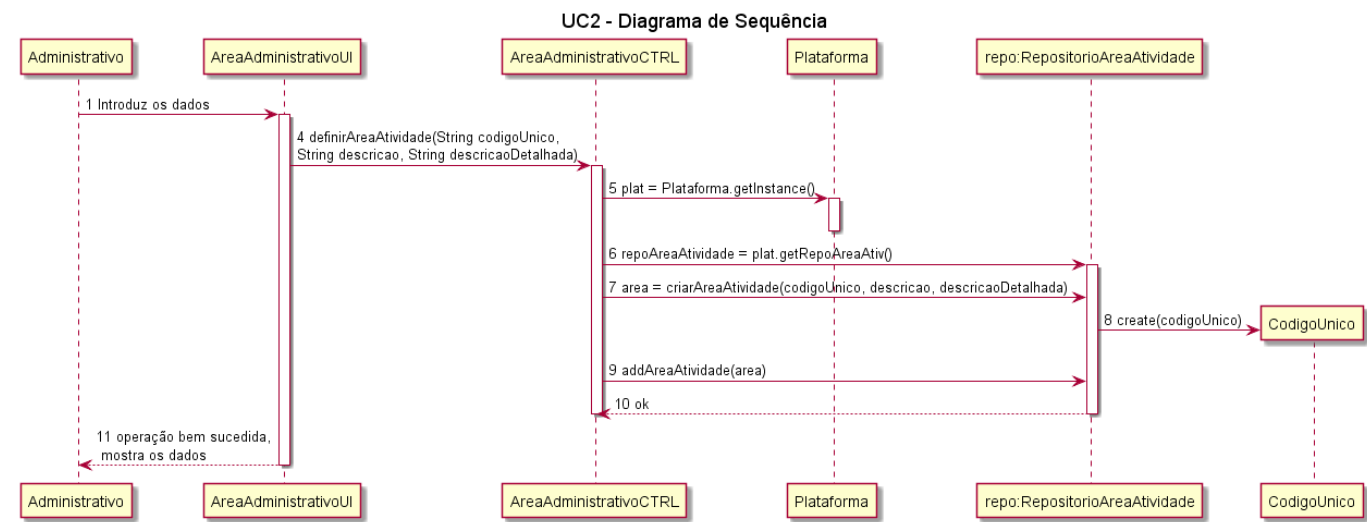 UC2 - Diagrama de Sequência
Administrativo
AreaAdministrativoUI
AreaAdministrativoCTRL
Plataforma
repo:RepositorioAreaAtividade
1 Introduz os dados
4 definirAreaAtividade(String codigoUnico,
String descricao, String descricaoDetalhada)
5 plat = Plataforma.getInstance()
6 repoAreaAtividade = plat.getRepoAreaAtiv()
7 area = criarAreaAtividade(codigoUnico, descricao, descricaoDetalhada)
8 create(codigoUnico)
CodigoUnico
9 addAreaAtividade(area)
10 ok
11 operação bem sucedida,
mostra os dados
Administrativo
AreaAdministrativoUI
AreaAdministrativoCTRL
Plataforma
repo:RepositorioAreaAtividade
CodigoUnico